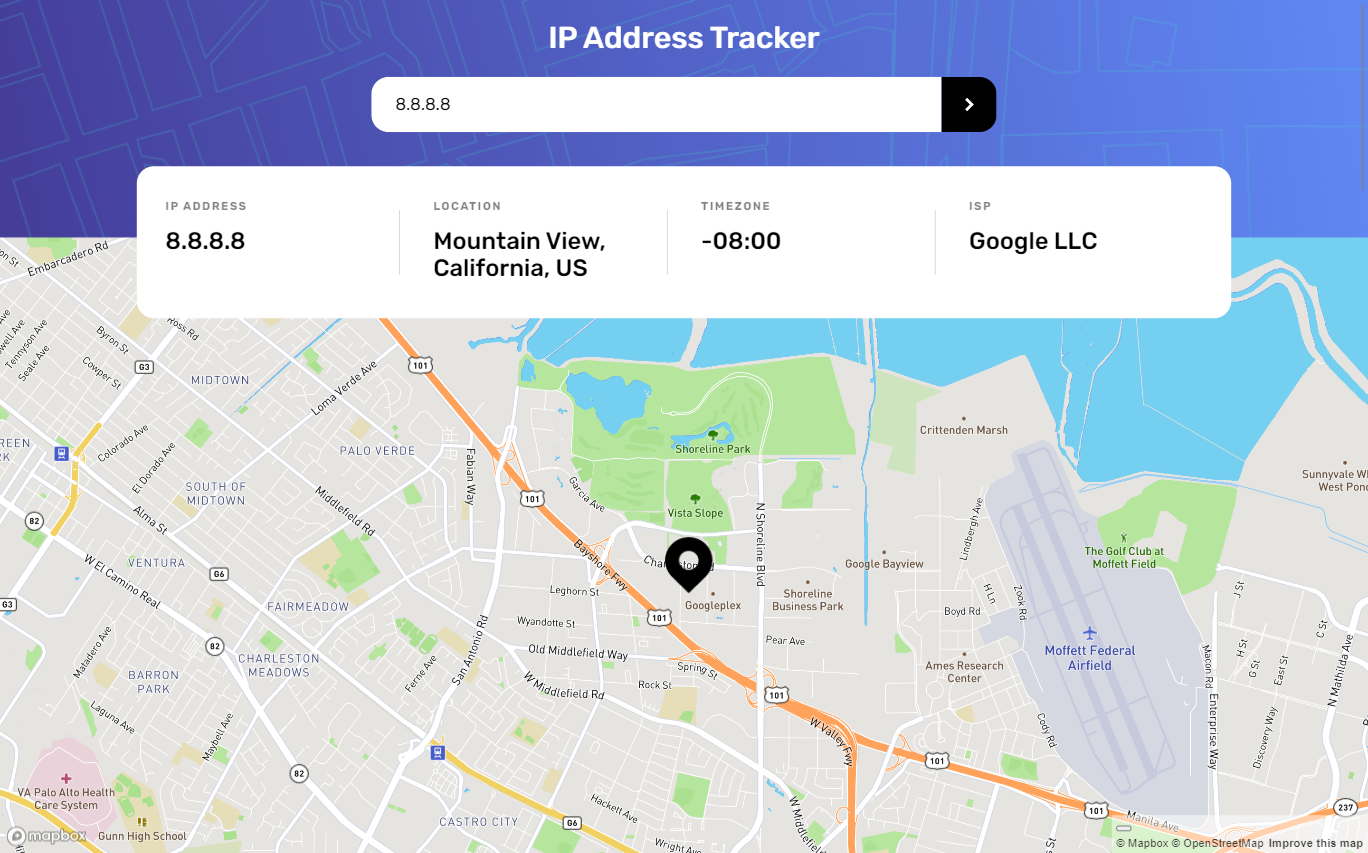 IP Address Tracker
8.8.8.8
IP ADDRESS
8.8.8.8
LOCATION
Mountain View,
California, US
TIMEZONE
-08:00
ISP
Google LLC
Embarcadero Rd
Ross Rd
Byron St
Tennyson Ave
Seale Ave
Cowper St
G3
MIDTOWN
Loma Verde Ave
101
Colorado Ave
El Dorado Ave
PALO VERDE
Fabian Way
SOUTH OF
MIDTOWN
Middlefield Rd
Alma St
82
VENTURA
G6
W El Camino Real
G3
FAIRMEADOW
82
CHARLESTON
MEADOWS
Matadero Ave
BARRON
PARK
Laguna Ave
Maybell Ave
82
VA Palo Alto Health
Care System
Gunn High School
mapbox
Shoreline Park
Vista Slope
Garcia Ave
101
Bayshore Fwy
N Shoreline Blvd
Crittenden Marsh
Google Bayview
Leghorn St
Googleplex
Shoreline
Business Park
101
Wyandotte St
Old Middlefield Way
Pear Ave
Spring St
Rock St
W Middlefield Rd
San Antonio Rd
Ferne Ave
101
W Valley Fwy
101
Hackett Ave
CASTRO CITY
G6
Wright Ave
W Middlefield
Lindbergh Ave
H Ln
Zook Rd
Boyd Rd
Ames Research
Center
Cody Rd
The Golf Club at
Moffett Field
Moffett Federal
Airfield
Macon Rd
Enterprise Way
Discovery Way
J St
H St
G St
East St
C St
N Mathilda Ave
101
237
Manila Ave
© Mapbox © OpenStreetMap Improve this map